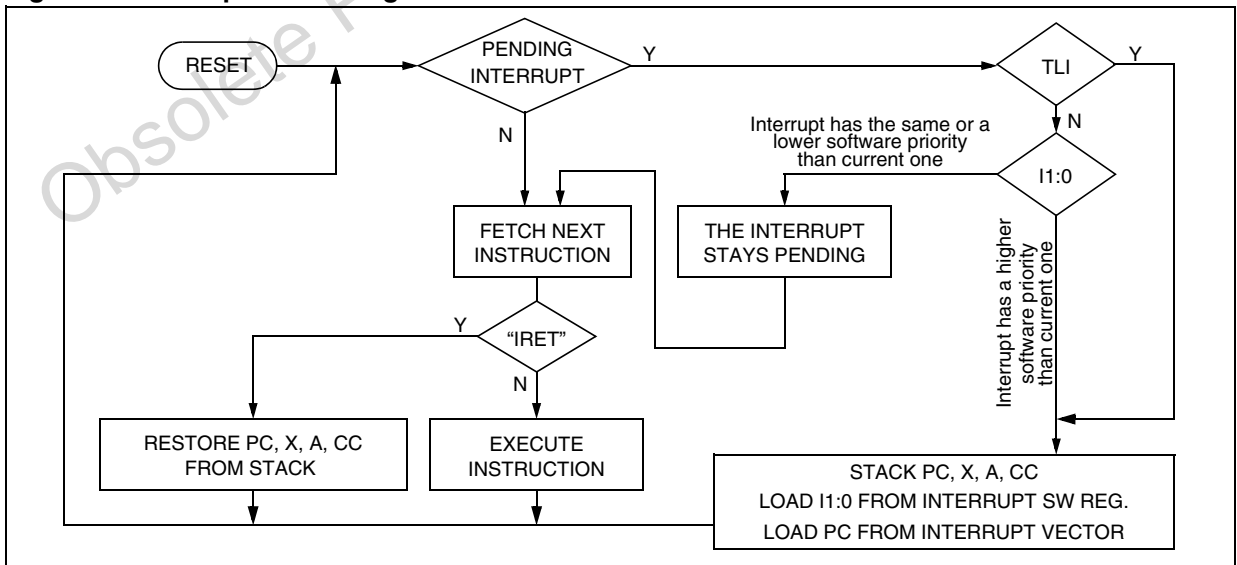 Obsolete
RESET
PENDING
INTERRUPT
Y
TLI
Y
N
N
Interrupt has the same or a
lower software priority
than current one
I1:0
FETCH NEXT
INSTRUCTION
THE INTERRUPT
STAYS PENDING
Interrupt has a higher
software priority
than current one
Y
“IRET”
N
RESTORE PC, X, A, CC
FROM STACK
EXECUTE
INSTRUCTION
STACK PC, X, A, CC
LOAD I1:0 FROM INTERRUPT SW REG.
LOAD PC FROM INTERRUPT VECTOR